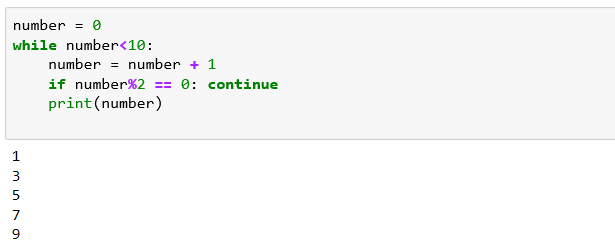 number = 0
while number<10:
    number = number + 1
    if number%2 == 0: continue
    print(number)
1
3
5
7
9